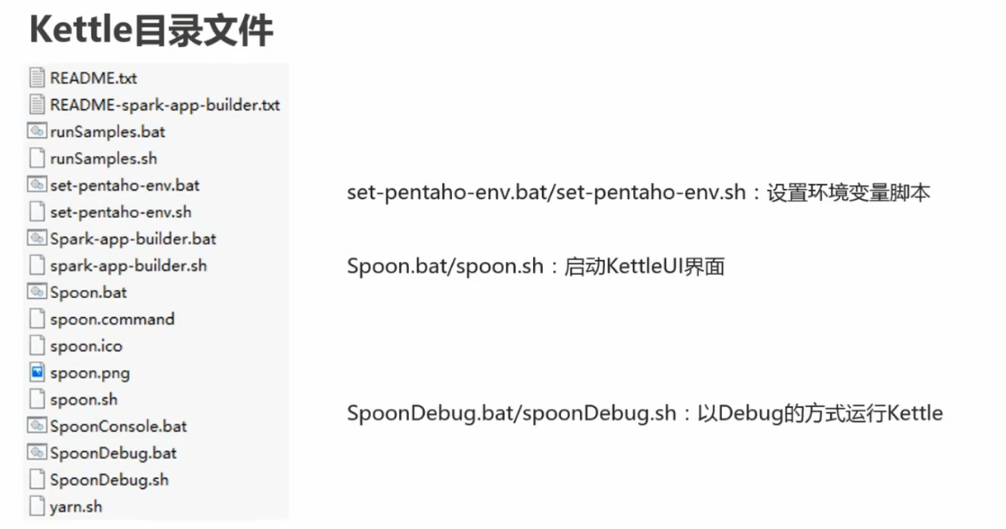 Kettle目录文件
README.txt
README-spark-app-builder.txt
runSamples.bat
runSamples.sh
set-pentaho-env.bat
set-pentaho-env.sh
Spark-app-builder.bat
spark-app-builder.sh
Spoon.bat
spoon.command
spoon.ico
spoon.png
spoon.sh
SpoonConsole.bat
SpoonDebug.bat
SpoonDebug.sh
yarn.sh
set-pentaho-env.bat/set-pentaho-env.sh：设置环境变量脚本
Spoon.bat/spoon.sh：启动KettleUI界面
SpoonDebug.bat/spoonDebug.sh：以Debug的方式运行Kettle